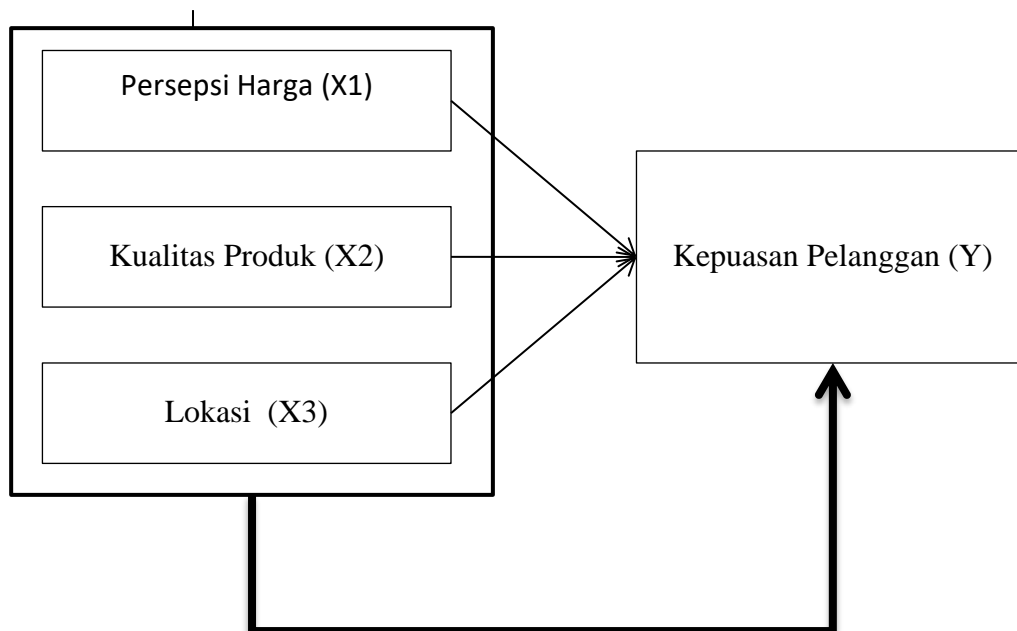 Persepsi Harga (X1)
Kualitas Produk (X2)
Kepuasan Pelanggan (Y)
Lokasi (X3)